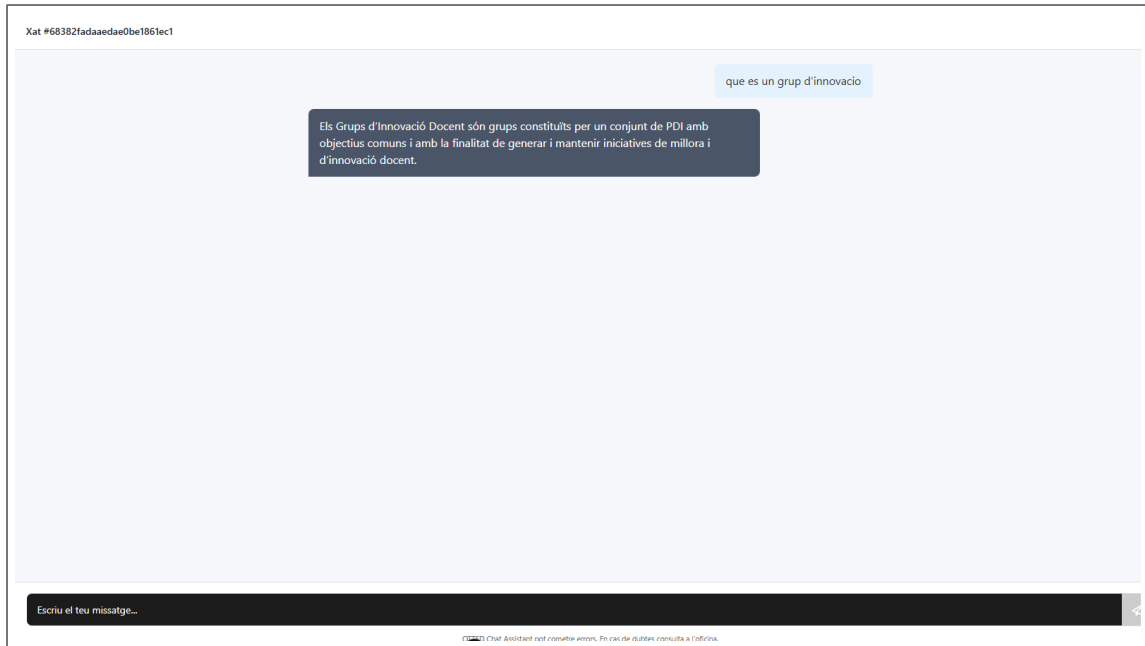 Xat #68382fadaaedae0be1861ec1
que es un grup d'innovacio
Els Grups d'Innovació Docent són grups constituïts per un conjunt de PDI amb
objectius comuns i amb la finalitat de generar i mantenir iniciatives de millora i
d'innovació docent.
Escriu el teu missatge...
Chat Assistant pot cometre errors. En cas de dubtes consulta a l'oficina.